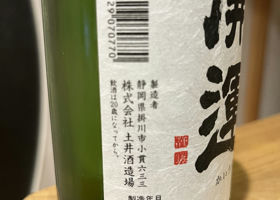 開運
製造者
静岡県掛川市小貫六三三
株式会社 土井酒造場
飲酒は20歳になってから。
製造年月
0 070770